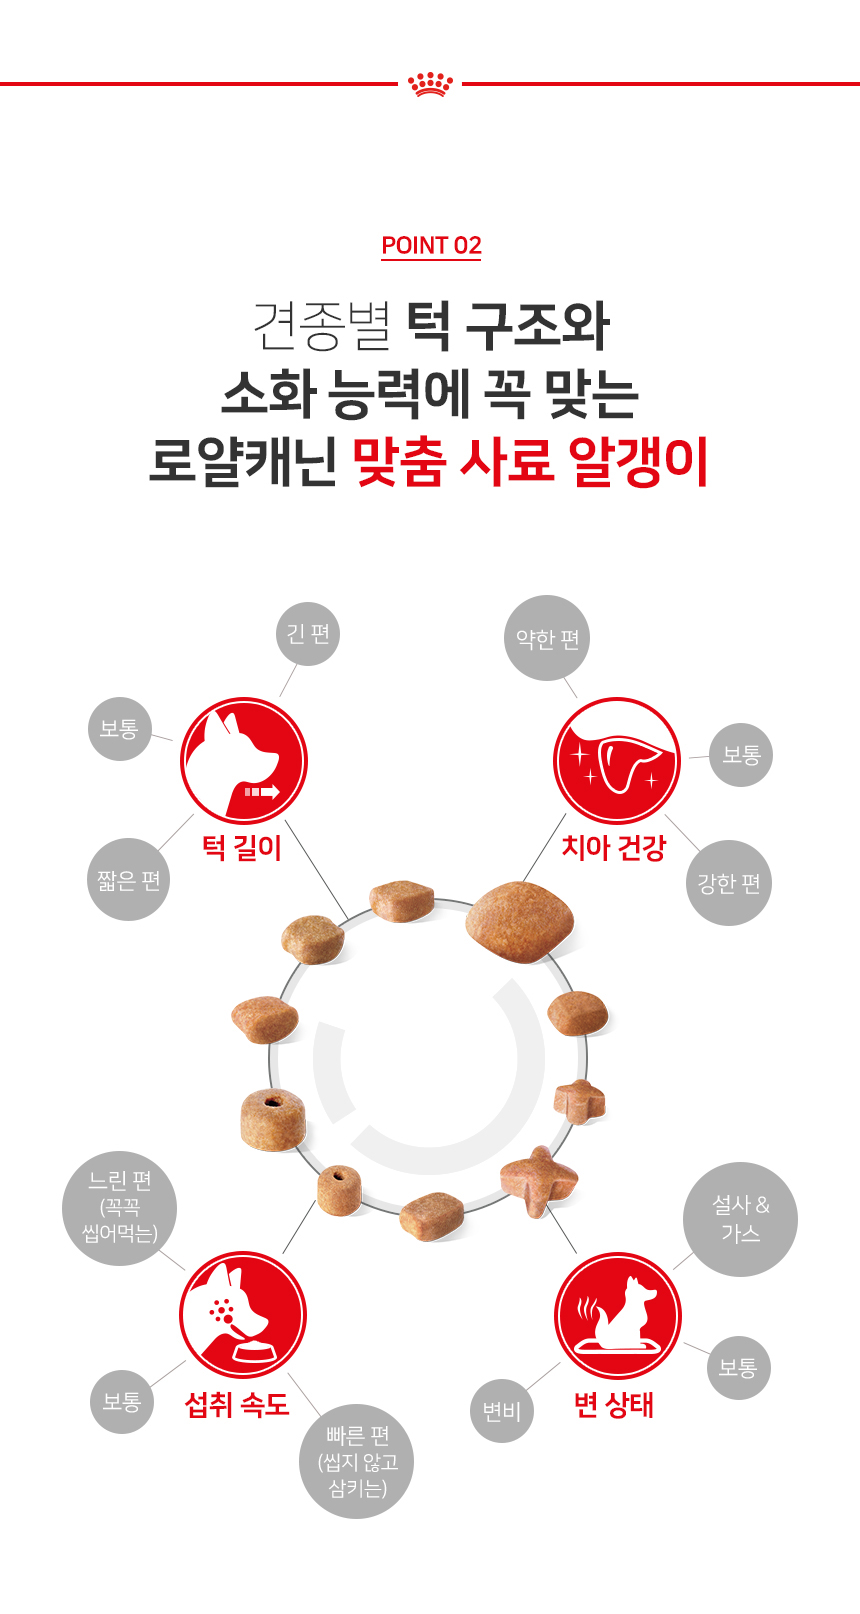 POINT 02
견종별 턱 구조와
소화 능력에 꼭 맞는
로얄캐닌 맞춤 사료 알갱이
긴 편
보통
짧은 편
턱 길이
약한 편
보통
강한 편
치아 건강
느린 편
(꼭꼭
씹어먹는)
보통
섭취 속도
빠른 편
(씹지 않고
삼키는)
설사 &
가스
보통
변비
변 상태